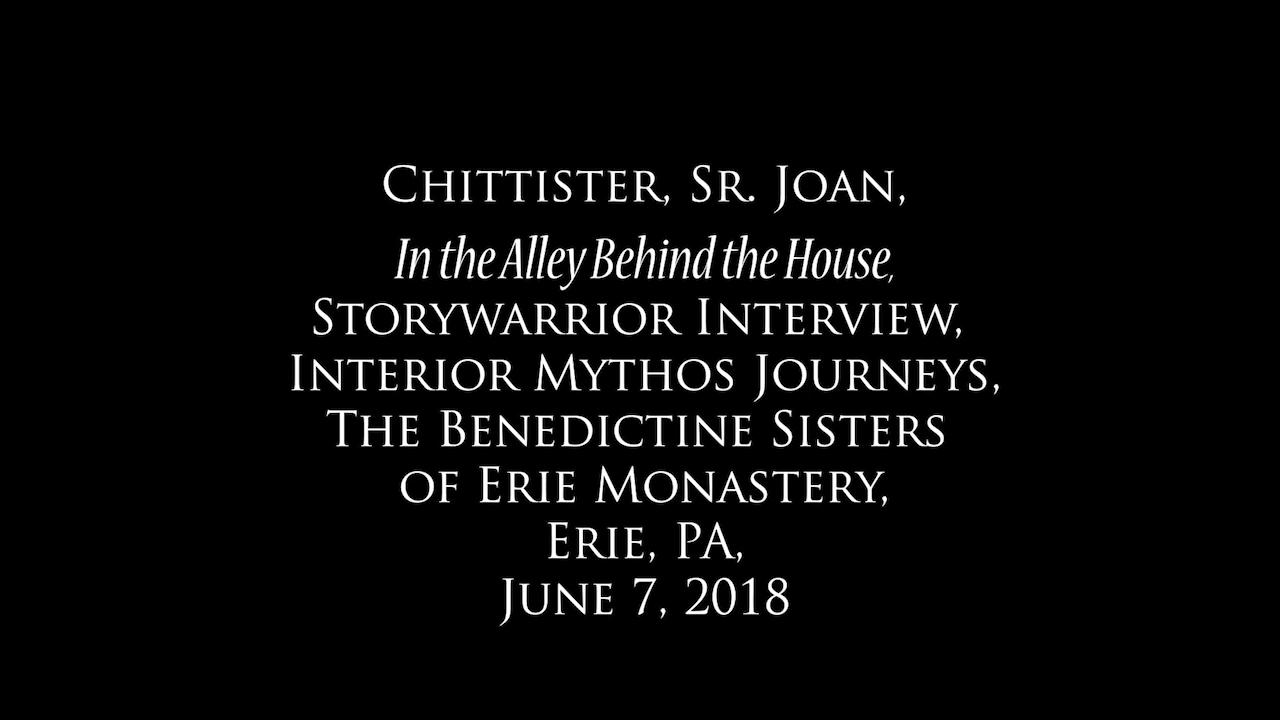 Chittister, Sr. Joan,
In the Alley Behind the House,
Storywarrior Interview,
Interior Mythos Journeys,
The Benedictine Sisters
of Erie Monastery,
Erie, PA,
June 7, 2018